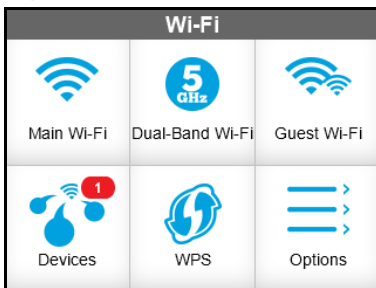 Wi-Fi
5
GHz
Main Wi-Fi
Dual-Band Wi-Fi
Guest Wi-Fi
1
Devices
WPS
Options